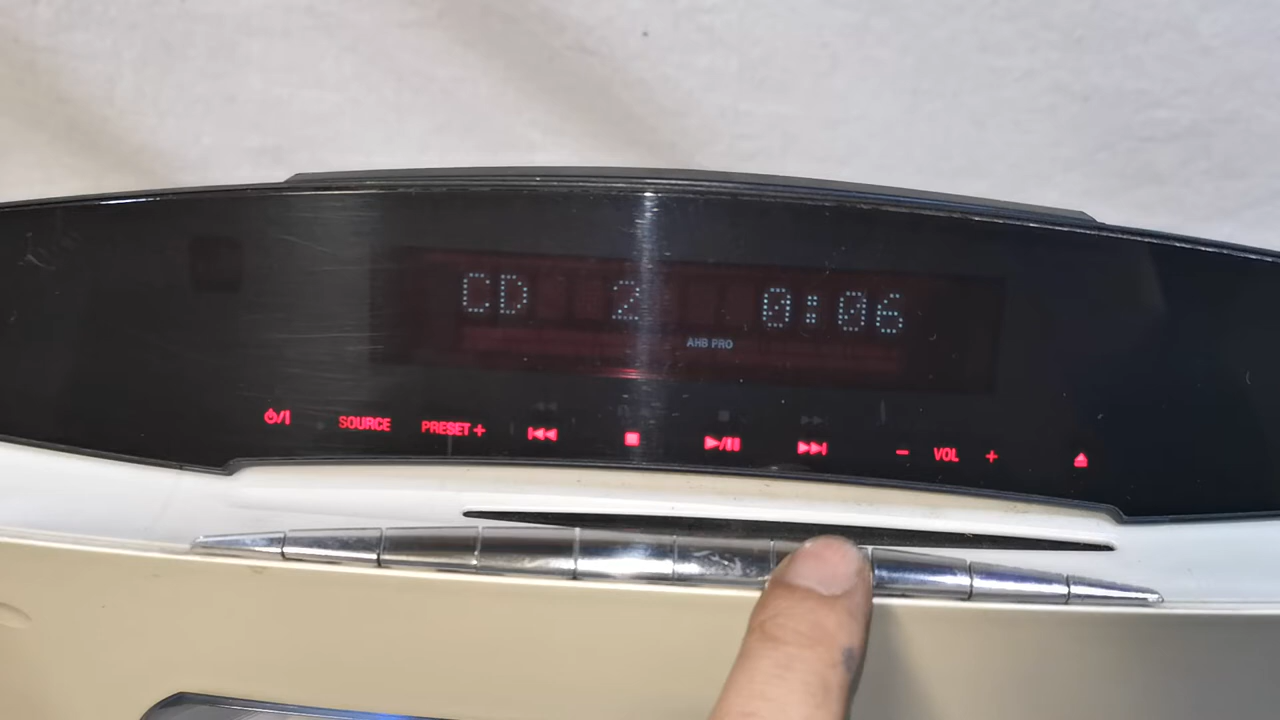 CD 2 0:06
AHB PRO
SOURCE PRESET + - VOL +